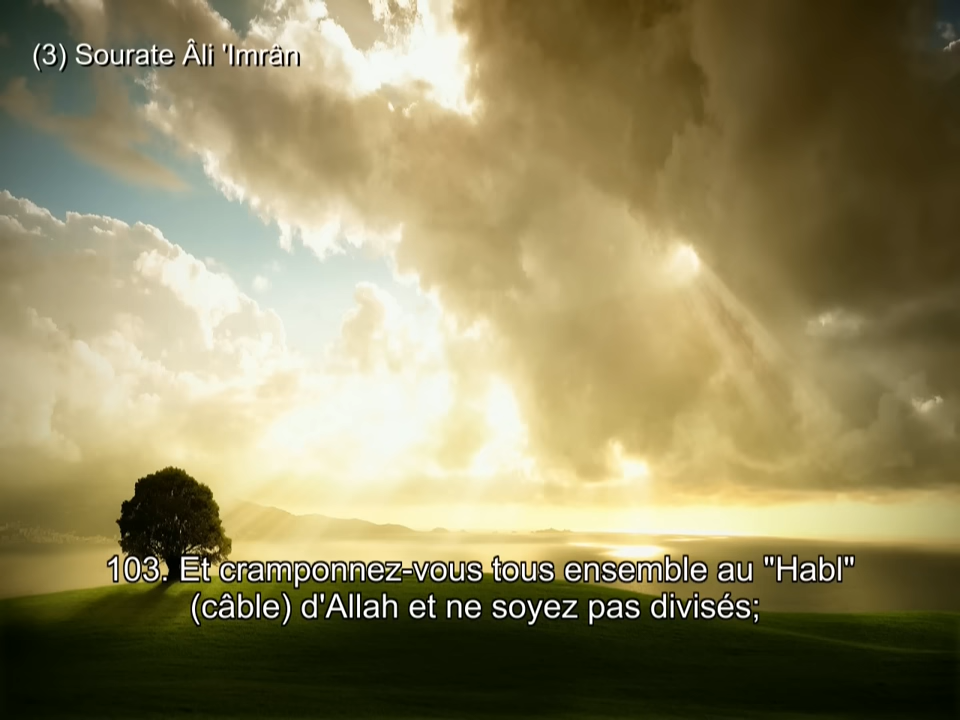 (3) Sourate Âli 'Imrân
103. Et cramponnez-vous tous ensemble au "Habl"
(câble) d'Allah et ne soyez pas divisés;